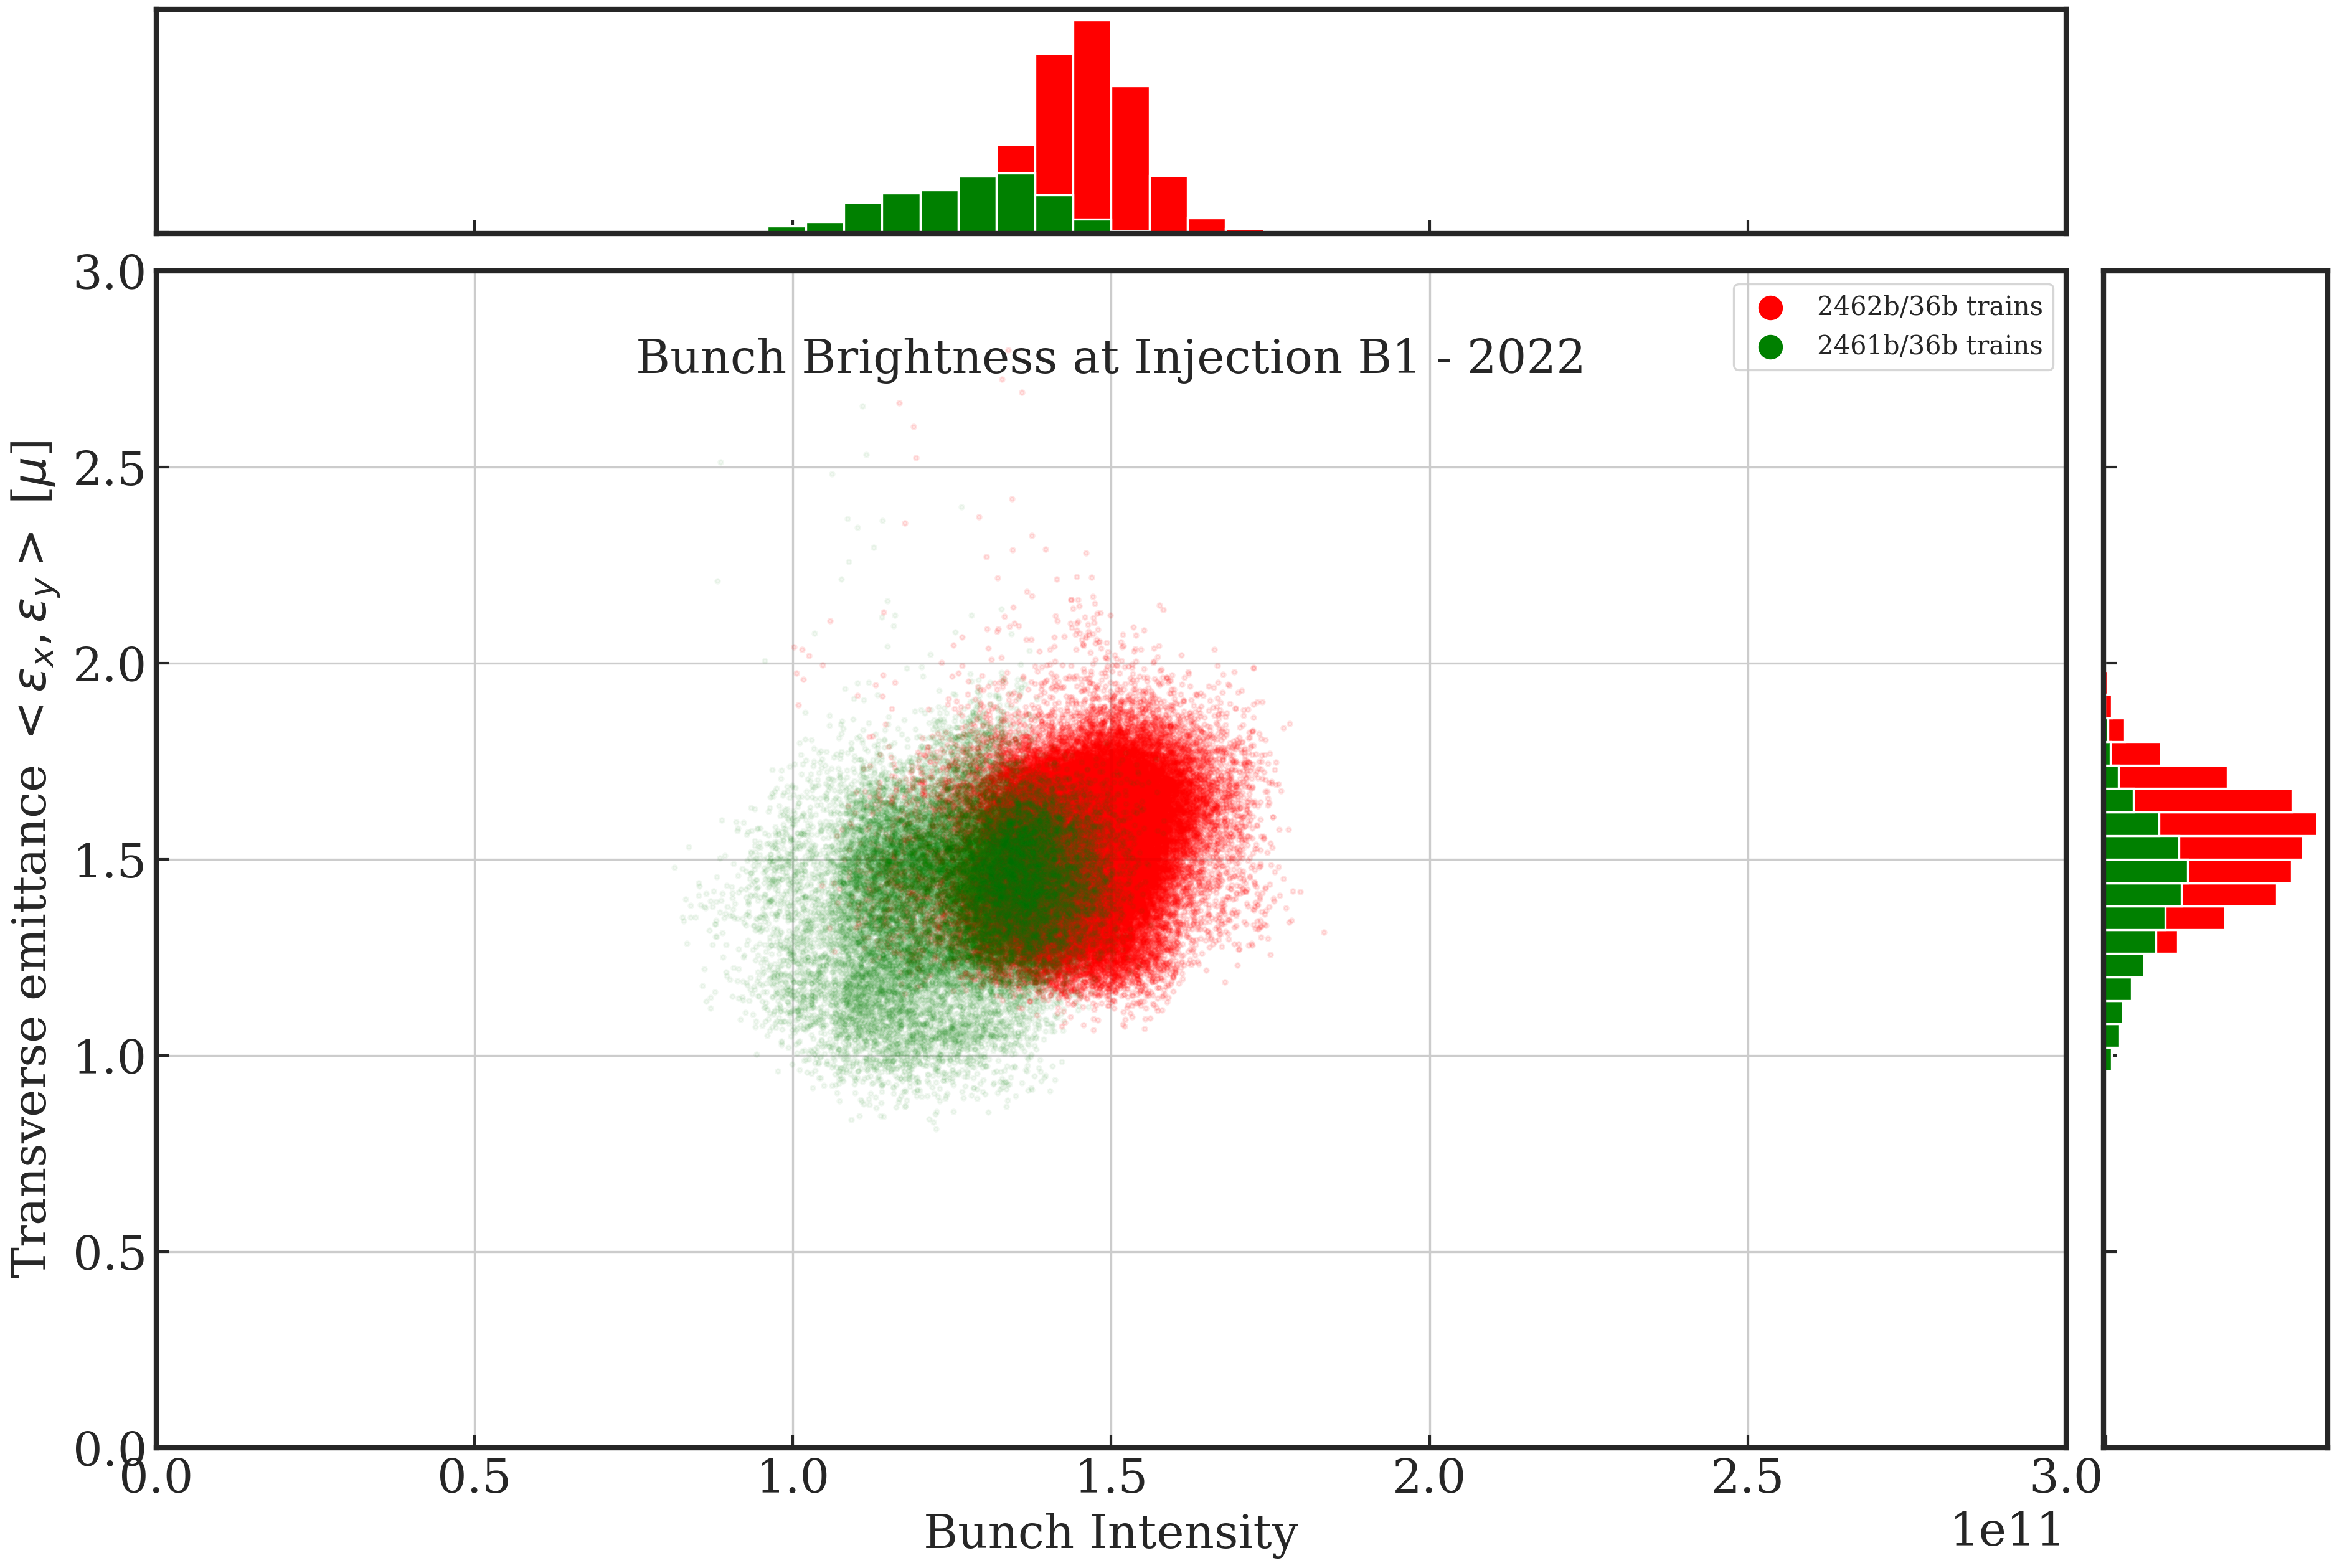 3.0
2.5
2.0
1.5
1.0
0.5
0.0
Transverse emittance < ε_x, ε_y > [μ]
Bunch Brightness at Injection B1 - 2022
2462b/36b trains
2461b/36b trains
0.0 0.5 1.0 1.5 2.0 2.5 3.0
Bunch Intensity
1e11